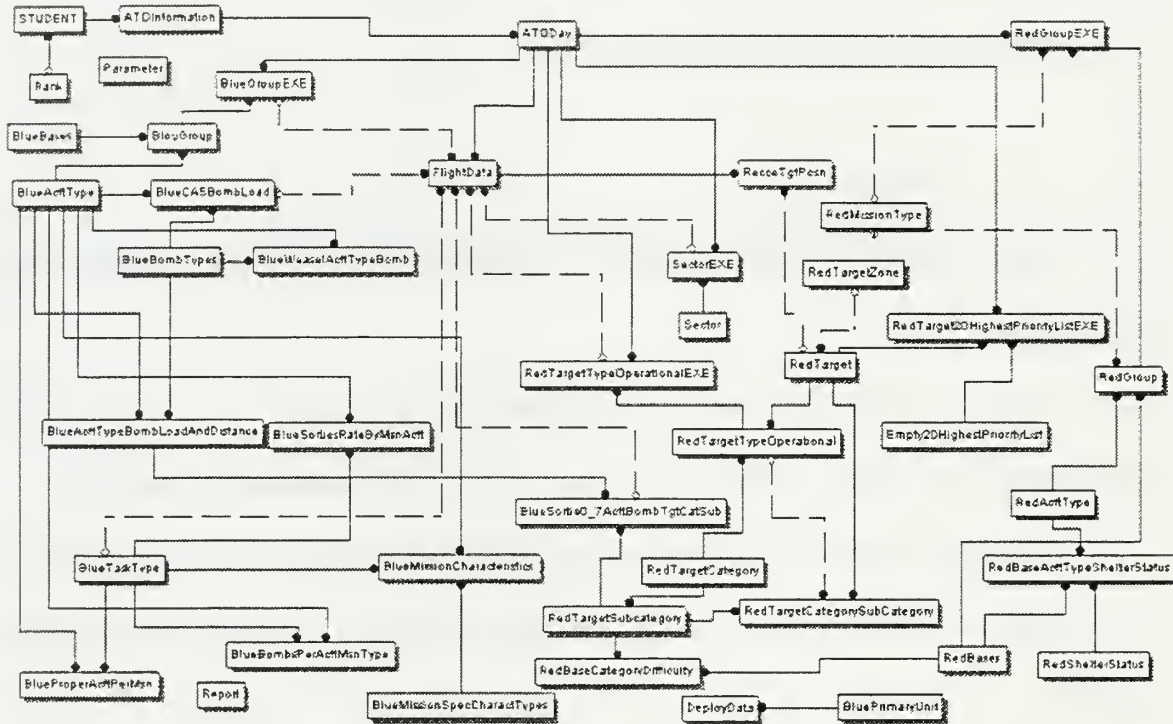 STUDENT
ATOInformation
ATODay
RedGroupEXE
Rank
Parameter
BlueGroupEXE
BlueBases
BlouGroup
FlightData
RecceTgtPosn
BlueAcftType
BlueCASBombLoad
RedMissionType
BlueBombTypes
BlueWeaselAcftTypeBomb
SectorEXE
RedTargetZone
Sector
RedTarget20HighestPriorityListEXE
RedTargetTypeOperationalEXE
RedTarget
RedGroup
BlueAcftTypeBombLoadAndDistance
BlueSortiesRateByMsnAcft
RedTargetTypeOperational
Empty20HighestPriorityList
BlueSortie0_7AcftBombTgtCatSub
RedAcftType
BlueTaskType
BlueMissionCharacteristics
RedTargetCategory
RedBaseAcftTypeShelterStatus
RedTargetSubcategory
RedTargetCategorySubCategory
BlueBombsPerAcftMsnType
RedBases
RedShelterStatus
BlueProperAcftPerMsn
Report
RedBaseCategoryDifficulty
BlueMissionSpecCharactTypes
DeployData
BluePrimaryUnit